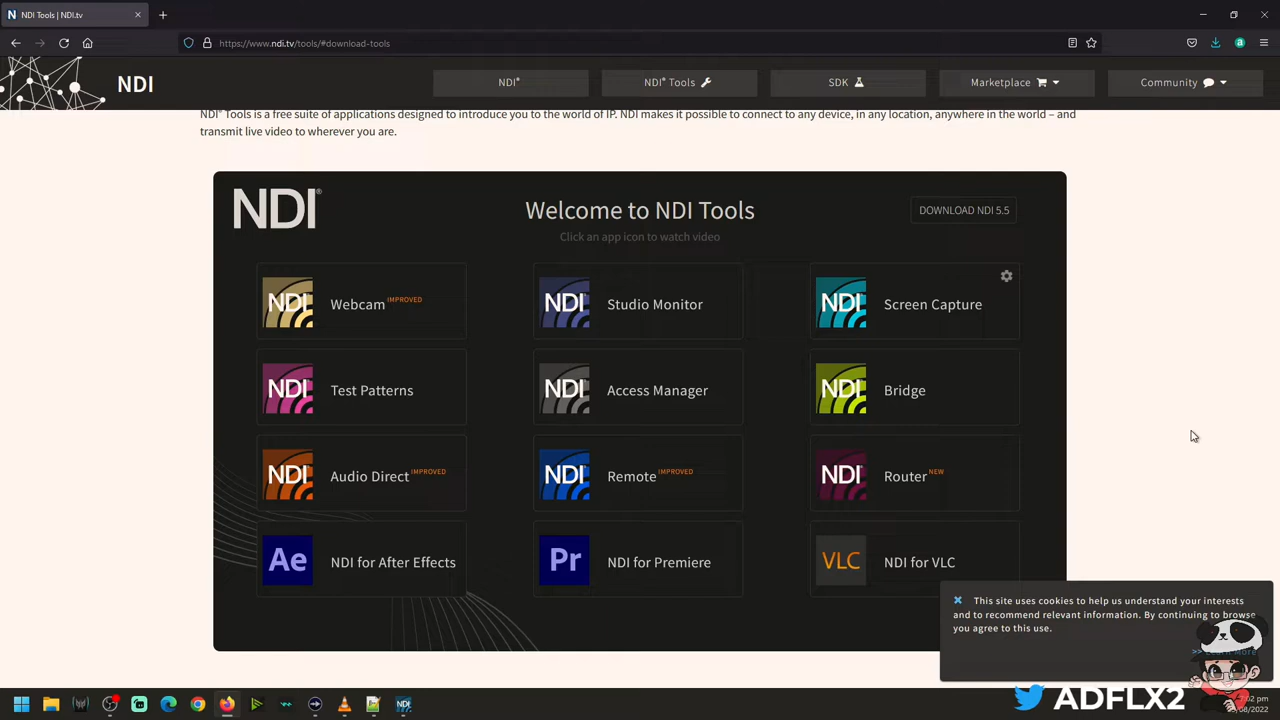 NDI Tools | NDI.tv
https://www.ndi.tv/tools/#download-tools
NDI
NDI®
NDI® Tools
SDK
Marketplace
Community
NDI® Tools is a free suite of applications designed to introduce you to the world of IP. NDI makes it possible to connect to any device, in any location, anywhere in the world – and
transmit live video to wherever you are.
NDI®
Welcome to NDI Tools
DOWNLOAD NDI 5.5
Click an app icon to watch video
NDI Webcam IMPROVED
NDI Studio Monitor
NDI Screen Capture
NDI Test Patterns
NDI Access Manager
NDI Bridge
NDI Audio Direct IMPROVED
NDI Remote IMPROVED
NDI Router NEW
Ae NDI for After Effects
Pr NDI for Premiere
VLC NDI for VLC
This site uses cookies to help us understand your interests
and to recommend relevant information. By continuing to browse
you agree to this use.
>> Learn More
ADFLX2
:02 pm
/08/2022